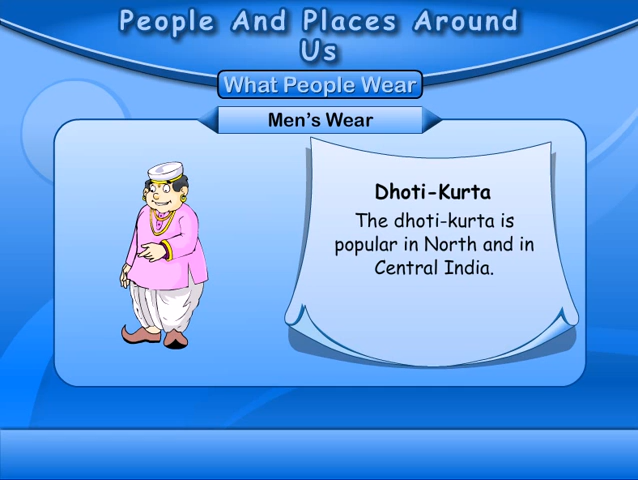 People And Places Around
Us
What People Wear
Men's Wear
Dhoti-Kurta
The dhoti-kurta is
popular in North and in
Central India.